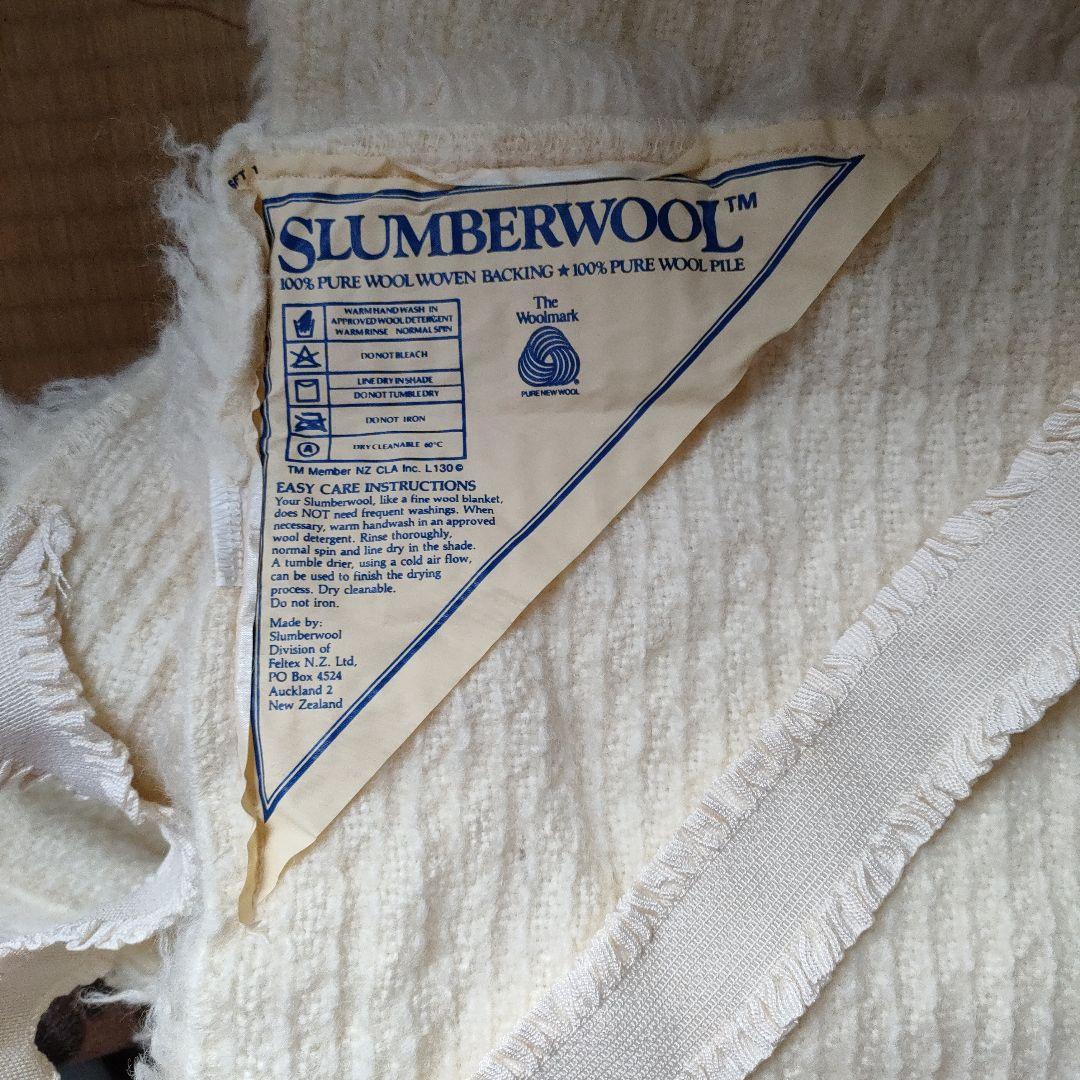 SLUMBERWOOL™
100% PURE WOOL WOVEN BACKING ★ 100% PURE WOOL PILE
WARM HAND WASH IN
APPROVED WOOL DETERGENT
WARM RINSE NORMAL SPIN
DO NOT BLEACH
LINE DRY IN SHADE
DO NOT TUMBLE DRY
DO NOT IRON
A
DRY CLEANABLE 60°C
The
Woolmark
PURE NEW WOOL
TM Member NZ CLA Inc. L130©
EASY CARE INSTRUCTIONS
Your Slumberwool, like a fine wool blanket,
does NOT need frequent washings. When
necessary, warm handwash in an approved
wool detergent. Rinse thoroughly,
normal spin and line dry in the shade.
A tumble drier, using a cold air flow,
can be used to finish the drying
process. Dry cleanable.
Do not iron.
Made by:
Slumberwool
Division of
Feltex N.Z. Ltd,
PO Box 4524
Auckland 2
New Zealand